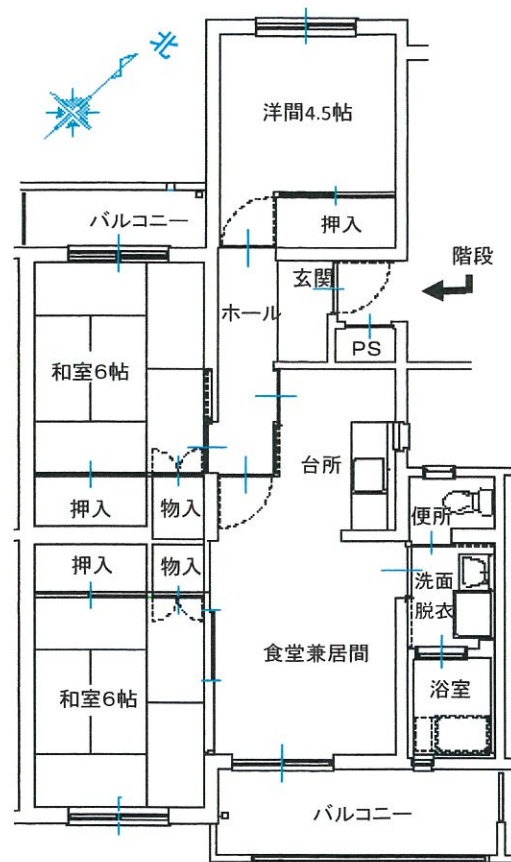 北
洋間4.5帖
押入
バルコニー
玄関
階段
ホール
PS
和室6帖
台所
押入
物入
便所
押入
物入
洗面
脱衣
食堂兼居間
和室6帖
浴室
バルコニー